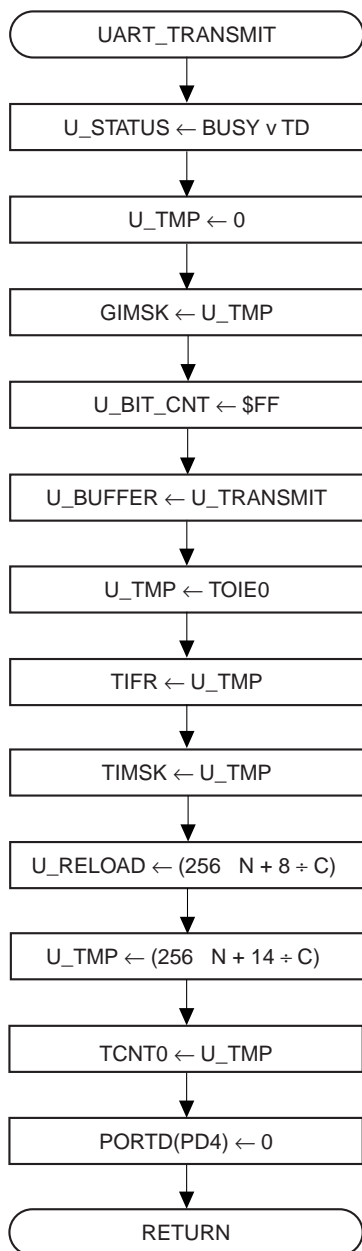 UART_TRANSMIT
U_STATUS ← BUSY v TD
U_TMP ← 0
GIMSK ← U_TMP
U_BIT_CNT ← $FF
U_BUFFER ← U_TRANSMIT
U_TMP ← TOIE0
TIFR ← U_TMP
TIMSK ← U_TMP
U_RELOAD ← (256 N + 8 ÷ C)
U_TMP ← (256 N + 14 ÷ C)
TCNT0 ← U_TMP
PORTD(PD4) ← 0
RETURN